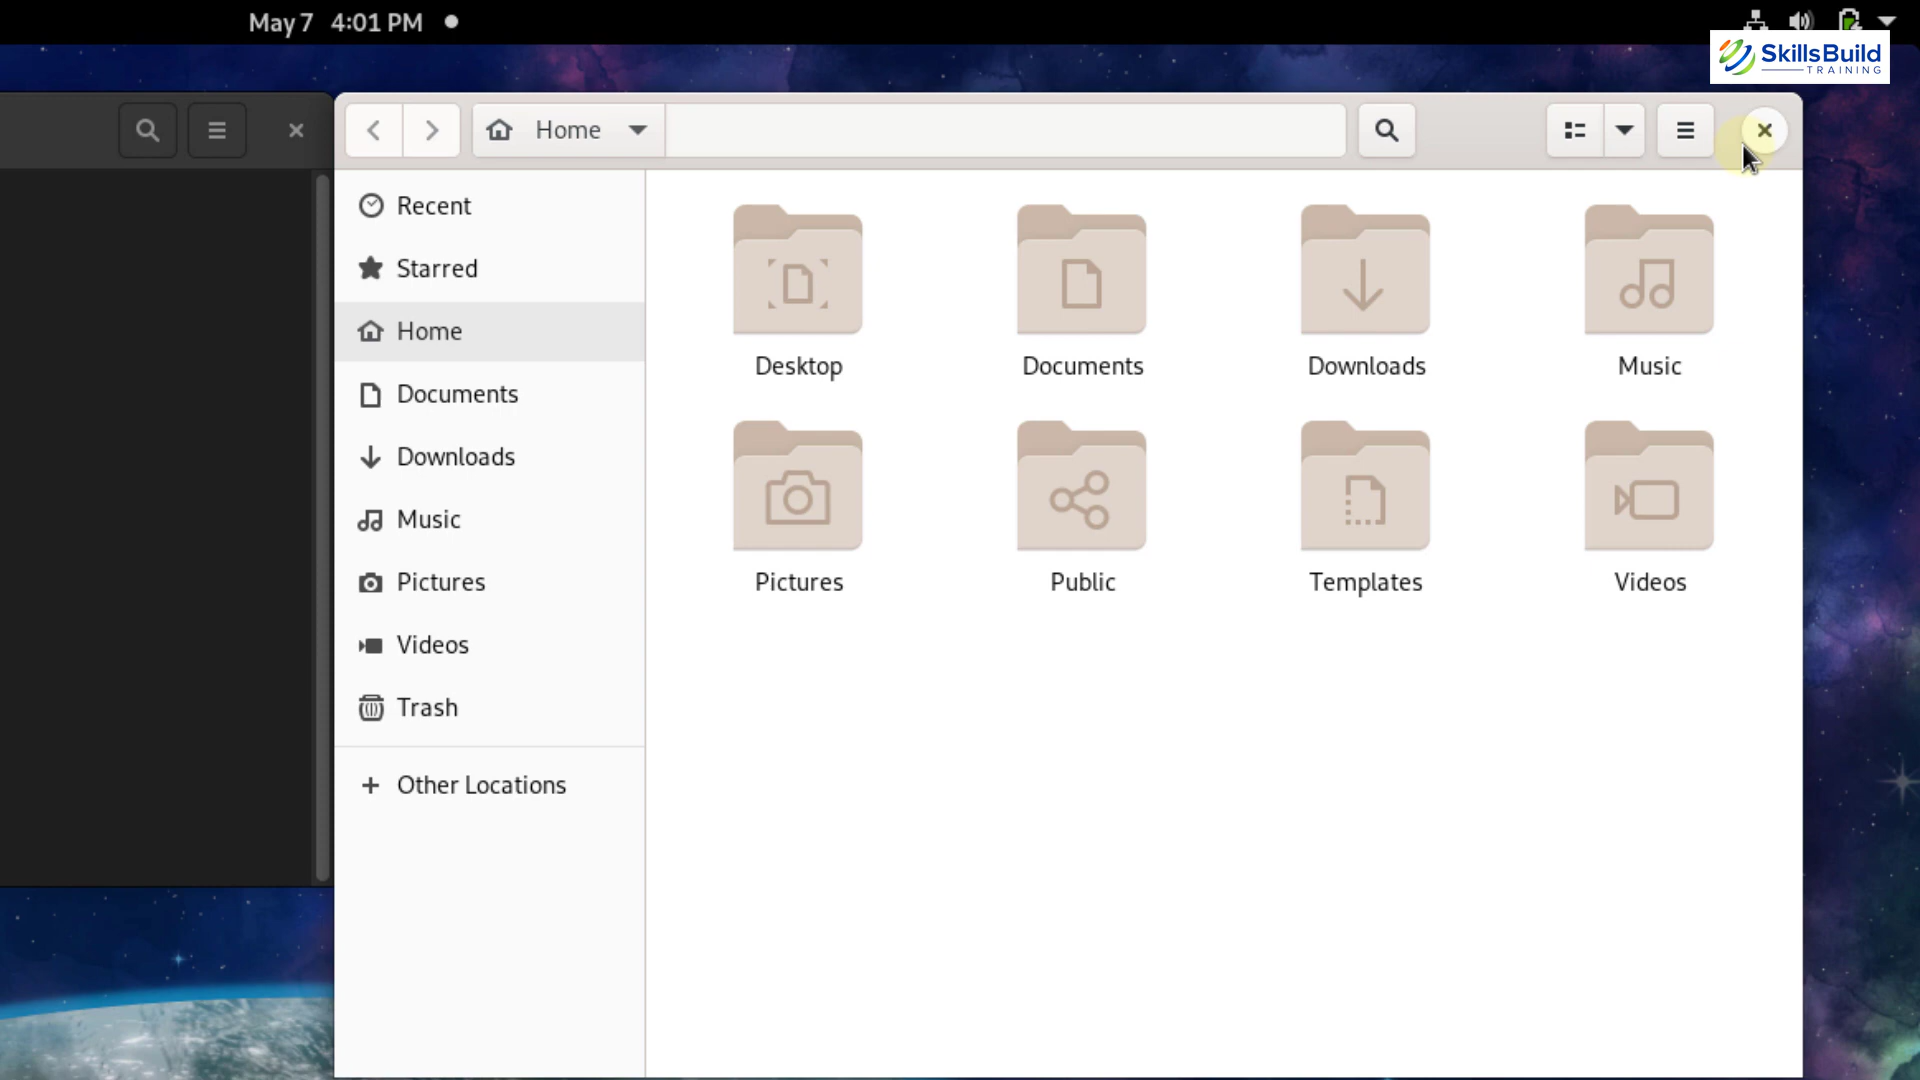 May 7 4:01 PM
SkillsBuild
TRAINING
Home
Recent
Starred
Home
Documents
Downloads
Music
Pictures
Videos
Trash
Other Locations
Desktop
Documents
Downloads
Music
Pictures
Public
Templates
Videos